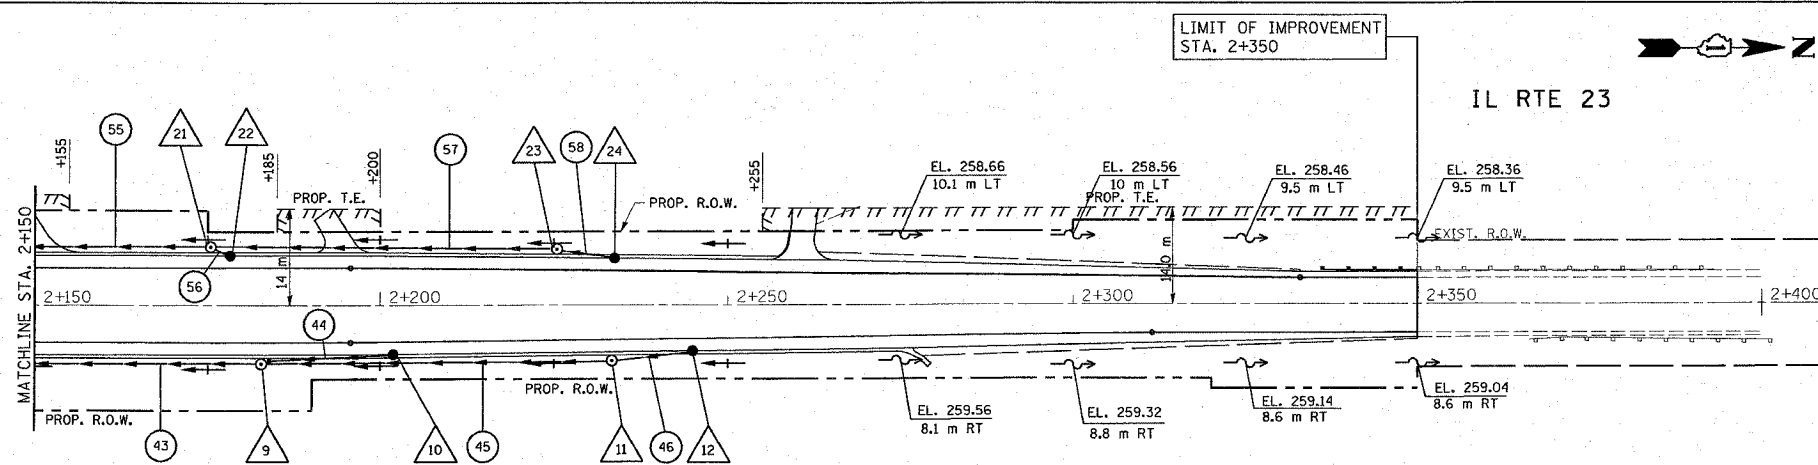 LIMIT OF IMPROVEMENT
STA. 2+350
N
IL RTE 23
55
+155
21
22
+185
+200
57
23
58
24
+255
EL. 258.66
10.1 m LT
EL. 258.56
10 m LT
EL. 258.46
9.5 m LT
EL. 258.36
9.5 m LT
PROP. T.E.
PROP. R.O.W.
PROP. T.E.
EXIST. R.O.W.
MATCHLINE STA. 2+150
56
14 m
14.0 m
2+150
2+200
2+250
2+300
2+350
2+400
44
PROP. R.O.W.
PROP. R.O.W.
43
9
10
45
11
46
12
EL. 259.56
8.1 m RT
EL. 259.32
8.8 m RT
EL. 259.14
8.6 m RT
EL. 259.04
8.6 m RT